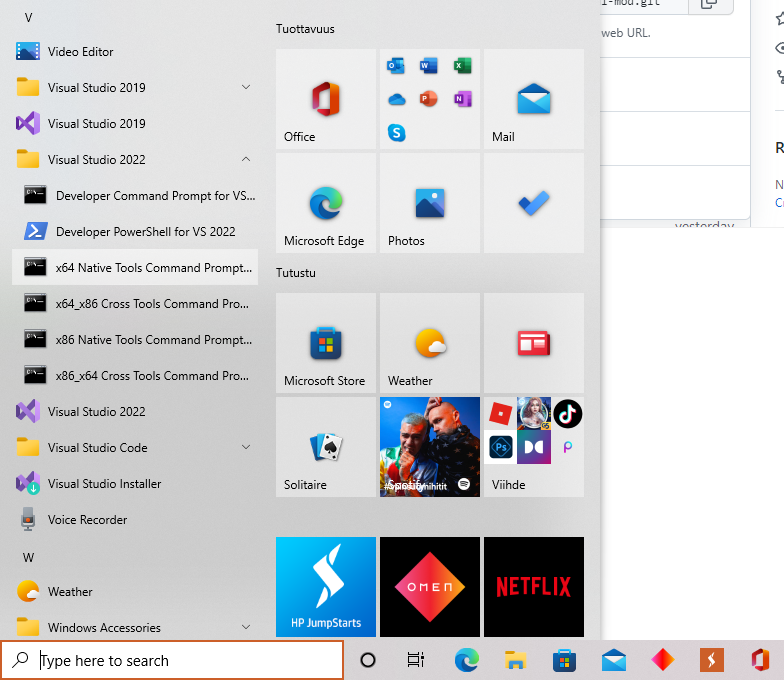 V
Video Editor
Visual Studio 2019
Visual Studio 2019
Visual Studio 2022
Developer Command Prompt for VS...
Developer PowerShell for VS 2022
x64 Native Tools Command Prompt...
x64_x86 Cross Tools Command Pro...
x86 Native Tools Command Prompt...
x86_x64 Cross Tools Command Pro...
Visual Studio 2022
Visual Studio Code
Visual Studio Installer
Voice Recorder
W
Weather
Windows Accessories
Tuottavuus
Office
Mail
Microsoft Edge
Photos
Tutustu
Microsoft Store
Weather
Solitaire
Spotify
Viihde
HP JumpStarts
OMEN
NETFLIX
i-mod.git
web URL.
yesterday
R
N
C
Type here to search